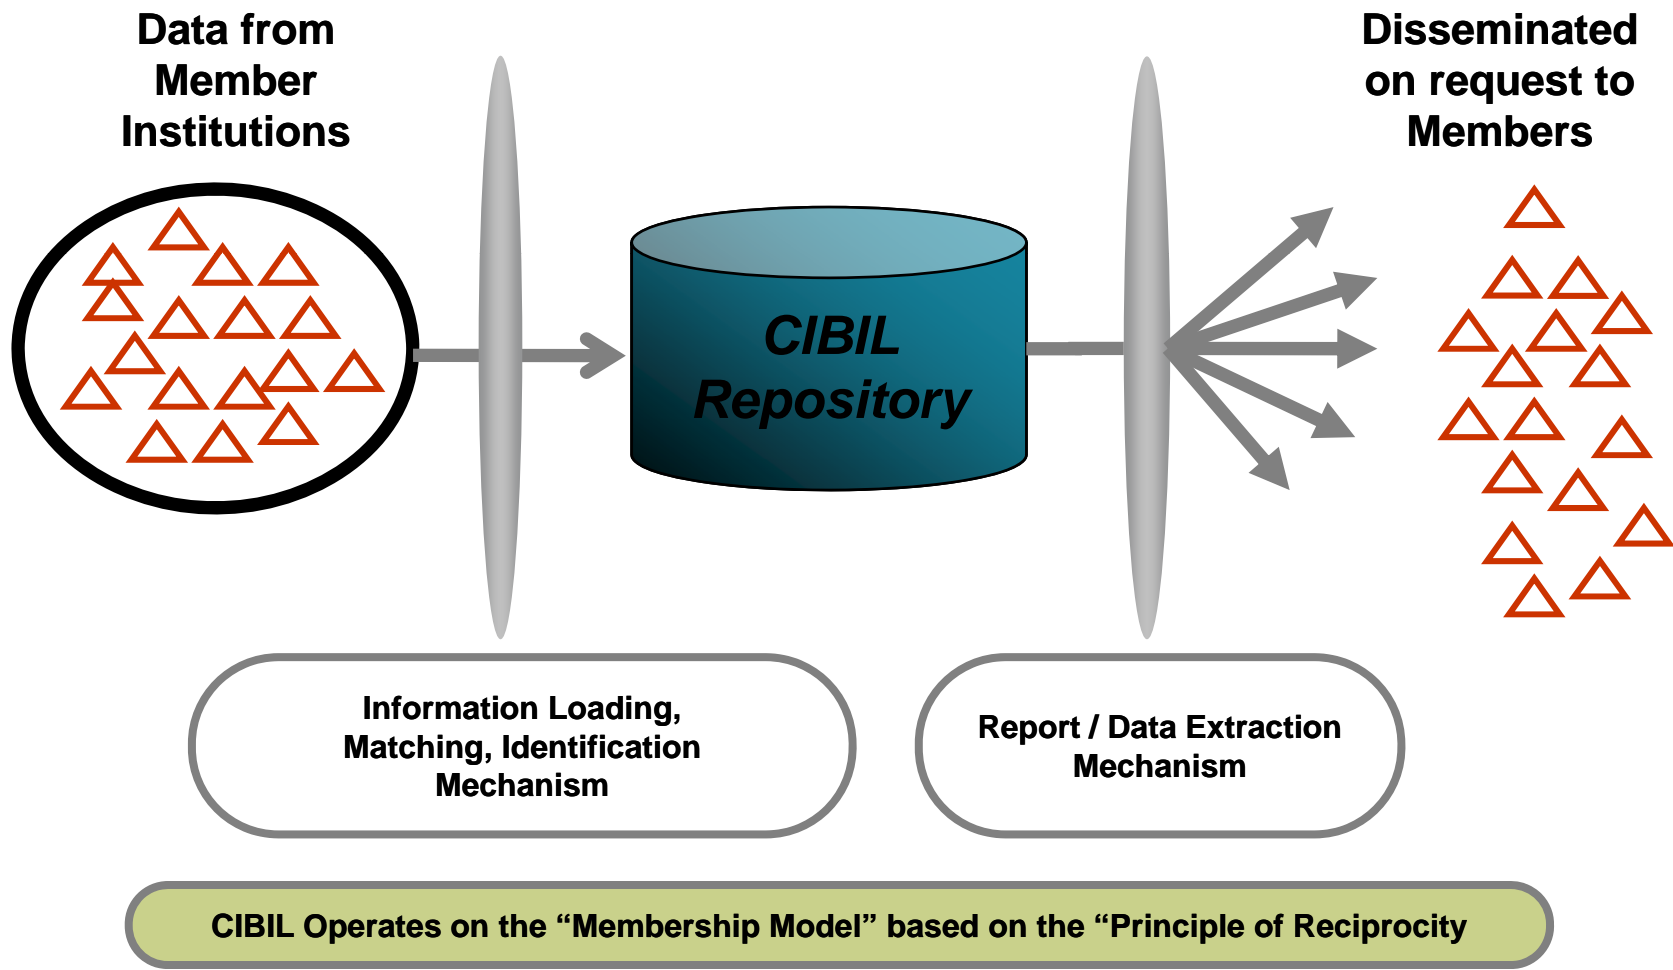 Data from
Member
Institutions
Disseminated
on request to
Members
CIBIL
Repository
Information Loading,
Matching, Identification
Mechanism
Report / Data Extraction
Mechanism
CIBIL Operates on the “Membership Model” based on the “Principle of Reciprocity